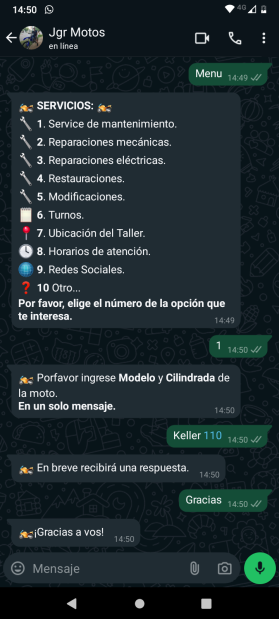 14:50
4G
Jgr Motos
en línea
Menu
14:49
SERVICIOS:
1. Service de mantenimiento.
2. Reparaciones mecánicas.
3. Reparaciones eléctricas.
4. Restauraciones.
5. Modificaciones.
6. Turnos.
7. Ubicación del Taller.
8. Horarios de atención.
9. Redes Sociales.
10 Otro...
Por favor, elige el número de la opción que
te interesa.
14:49
1
14:50
Porfavor ingrese Modelo y Cilindrada de
la moto.
En un solo mensaje.
14:50
Keller 110
14:50
En breve recibirá una respuesta.
14:50
Gracias
14:50
¡Gracias a vos!
14:50
Mensaje